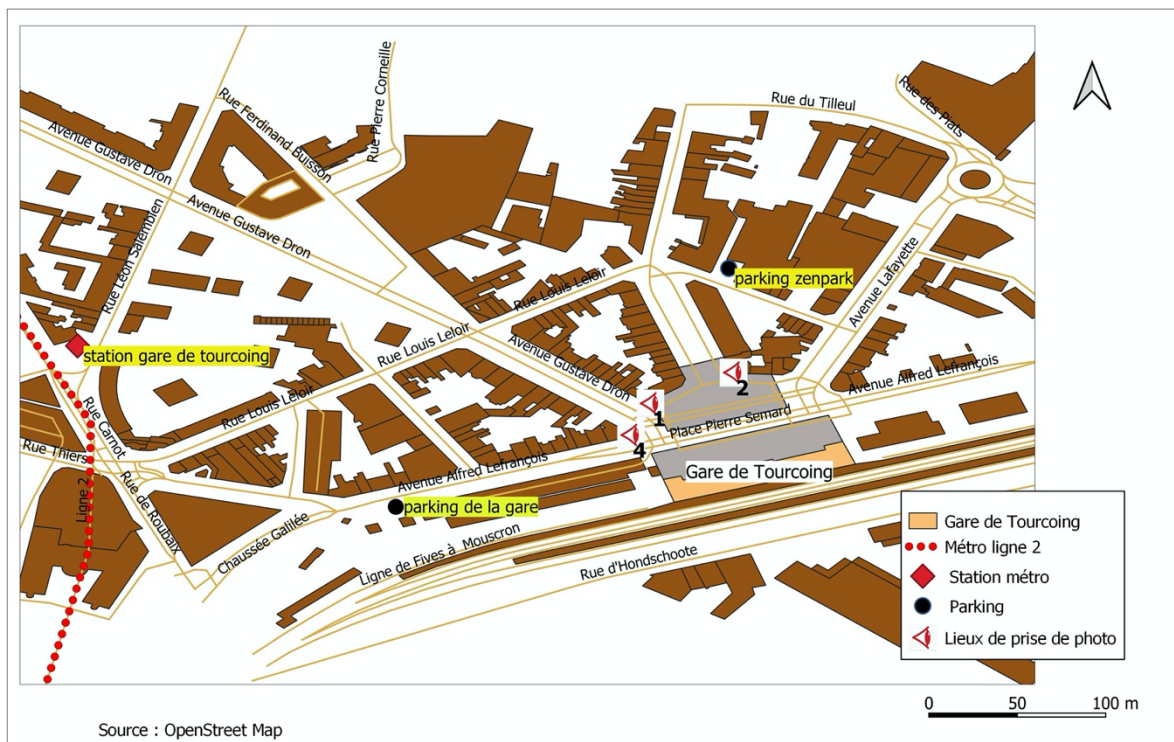 Rue du Tilleul
Rue des Piats
Rue Pierre Corneille
Rue Ferdinand Buisson
Avenue Gustave Dron
Avenue Gustave Dron
Rue Léon Salembien
Rue Louis Leloir
parking zenpark
Avenue Lafayette
station gare de tourcoing
Rue Louis Leloir
Avenue Gustave Dron
Avenue Alfred Lefrançois
2
1
4
Place Pierre Semard
Rue Louis Leloir
Rue Carnot
Rue Thiers
Ligne 2
Rue de Roubaix
Avenue Alfred Lefrançois
Gare de Tourcoing
parking de la gare
Chaussée Galilée
Ligne de Fives à Mouscron
Rue d'Hondschoote
Gare de Tourcoing
Métro ligne 2
Station métro
Parking
Lieux de prise de photo
0 50 100 m
Source : OpenStreet Map